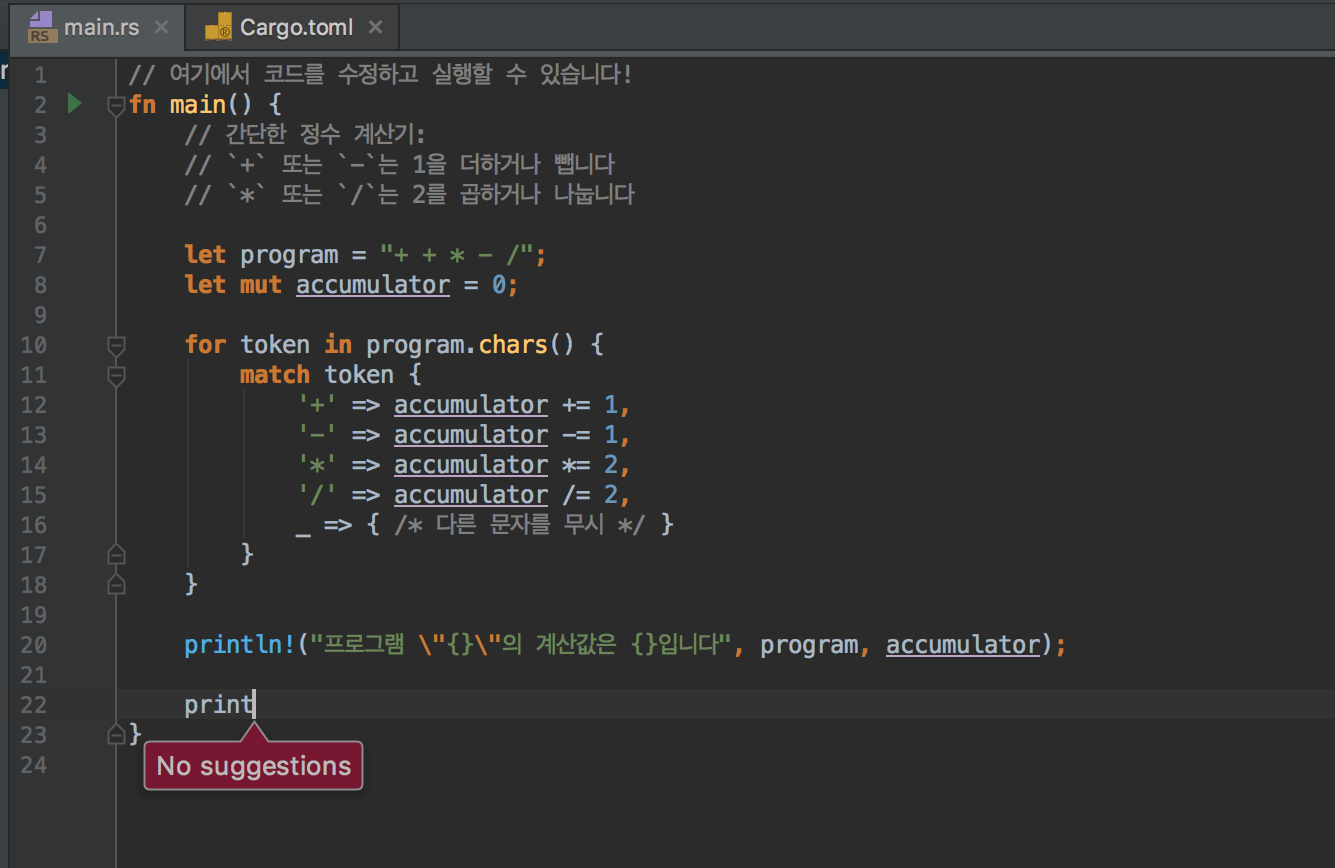 main.rs × Cargo.toml ×
1 // 여기에서 코드를 수정하고 실행할 수 있습니다!
2 fn main() {
3 // 간단한 정수 계산기:
4 // `+` 또는 `-`는 1을 더하거나 뺍니다
5 // `*` 또는 `/`는 2를 곱하거나 나눕니다
6
7 let program = "+ + * - /";
8 let mut accumulator = 0;
9
10 for token in program.chars() {
11 match token {
12 '+' => accumulator += 1,
13 '-' => accumulator -= 1,
14 '*' => accumulator *= 2,
15 '/' => accumulator /= 2,
16 _ => { /* 다른 문자를 무시 */ }
17 }
18 }
19
20 println!("프로그램 \"{}\"의 계산값은 {}입니다", program, accumulator);
21
22 print
23 }
No suggestions
24